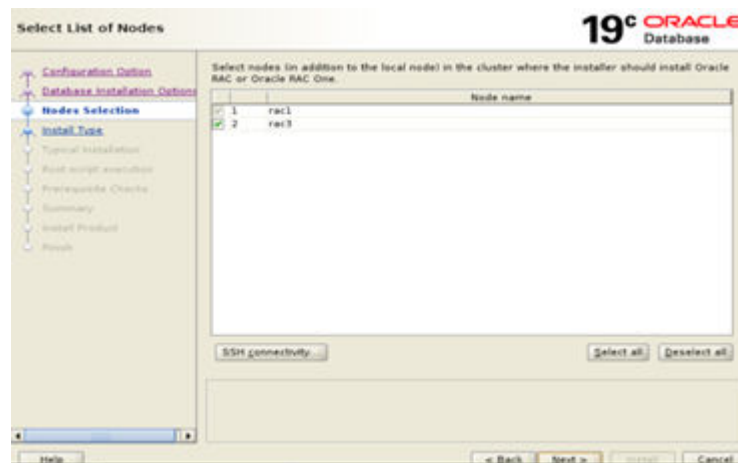 Select List of Nodes
19c ORACLE
Database
Configuration Option
Database Installation Options
Nodes Selection
Install Type
Typical Installation
Root script execution
Prerequisite Checks
Summary
Install Product
Finish
Select nodes (in addition to the local node) in the cluster where the installer should install Oracle
RAC or Oracle RAC One.
Node name
1 rac1
2 rac3
SSH connectivity...
Select all
Deselect all
Help
< Back
Next >
Install
Cancel